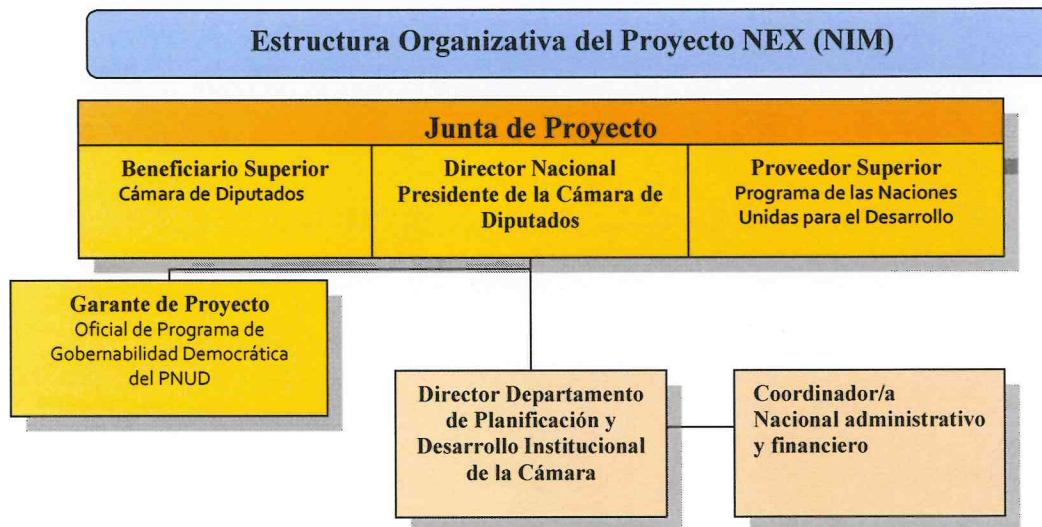 Estructura Organizativa del Proyecto NEX (NIM)
Junta de Proyecto
Beneficiario Superior
Cámara de Diputados
Director Nacional
Presidente de la Cámara de
Diputados
Proveedor Superior
Programa de las Naciones
Unidas para el Desarrollo
Garante de Proyecto
Oficial de Programa de
Gobernabilidad Democrática
del PNUD
Director Departamento
de Planificación y
Desarrollo Institucional
de la Cámara
Coordinador/a
Nacional administrativo
y financiero